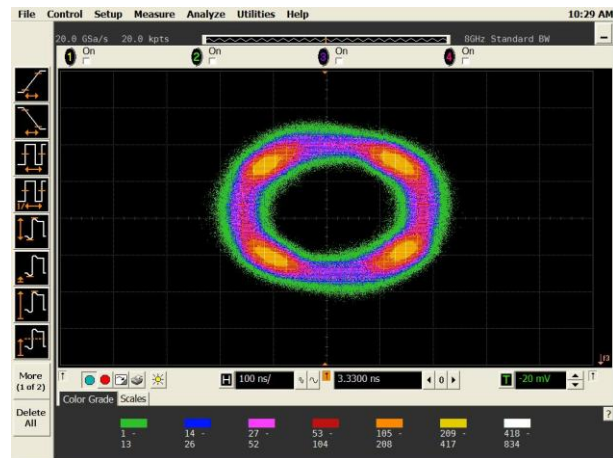 File Control Setup Measure Analyze Utilities Help 10:29 AM
20.0 GSa/s 20.0 kpts 8GHz Standard BW
1 On 2 On 3 On 4 On
More
(1 of 2)
Delete
All
H 100 ns/ 3.3300 ns 0 T -20 mV
Color Grade Scales ?
1 - 14 - 27 - 53 - 105 - 209 - 418 -
13 26 52 104 208 417 834